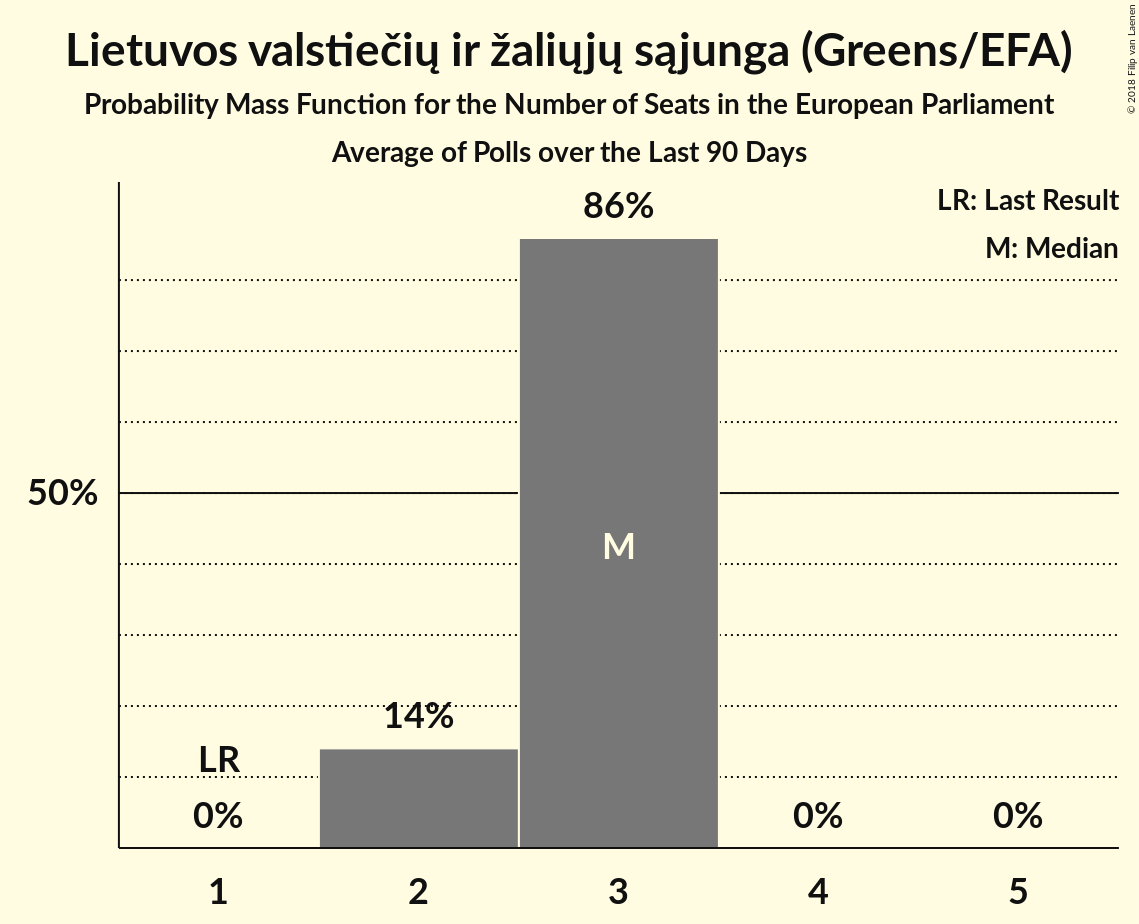 Lietuvos valstiečių ir žaliųjų sąjunga (Greens/EFA)
Probability Mass Function for the Number of Seats in the European Parliament
Average of Polls over the Last 90 Days
© 2018 Filip van Laenen
LR: Last Result
M: Median
86%
50%
M
14%
LR
0%
0%
0%
1
2
3
4
5